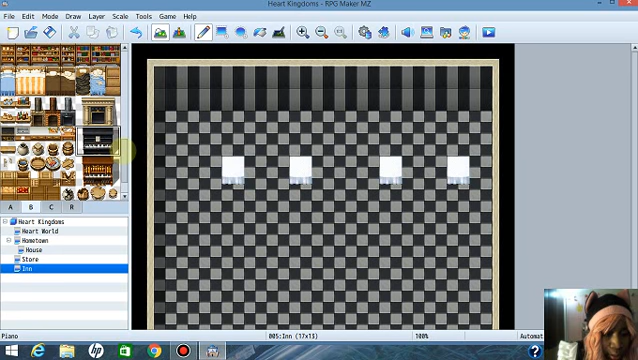 Heart Kingdoms - RPG Maker MZ
File Edit Mode Draw Layer Scale Tools Game Help
A B C R
Heart Kingdoms
Heart World
Hometown
House
Store
Inn
Piano 005:Inn (17x13) 100% Automat